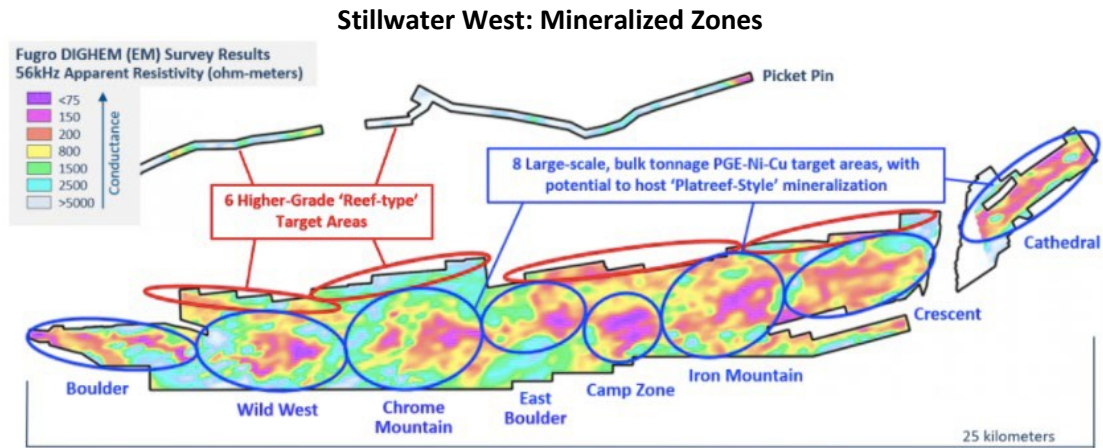 Stillwater West: Mineralized Zones
Fugro DIGHEM (EM) Survey Results
56kHz Apparent Resistivity (ohm-meters)
<75
150
200
800
1500
2500
>5000
Conductance
Picket Pin
8 Large-scale, bulk tonnage PGE-Ni-Cu target areas, with
potential to host 'Platreef-Style' mineralization
6 Higher-Grade 'Reef-type'
Target Areas
Cathedral
Crescent
Iron Mountain
Camp Zone
East
Boulder
Chrome
Mountain
Wild West
Boulder
25 kilometers